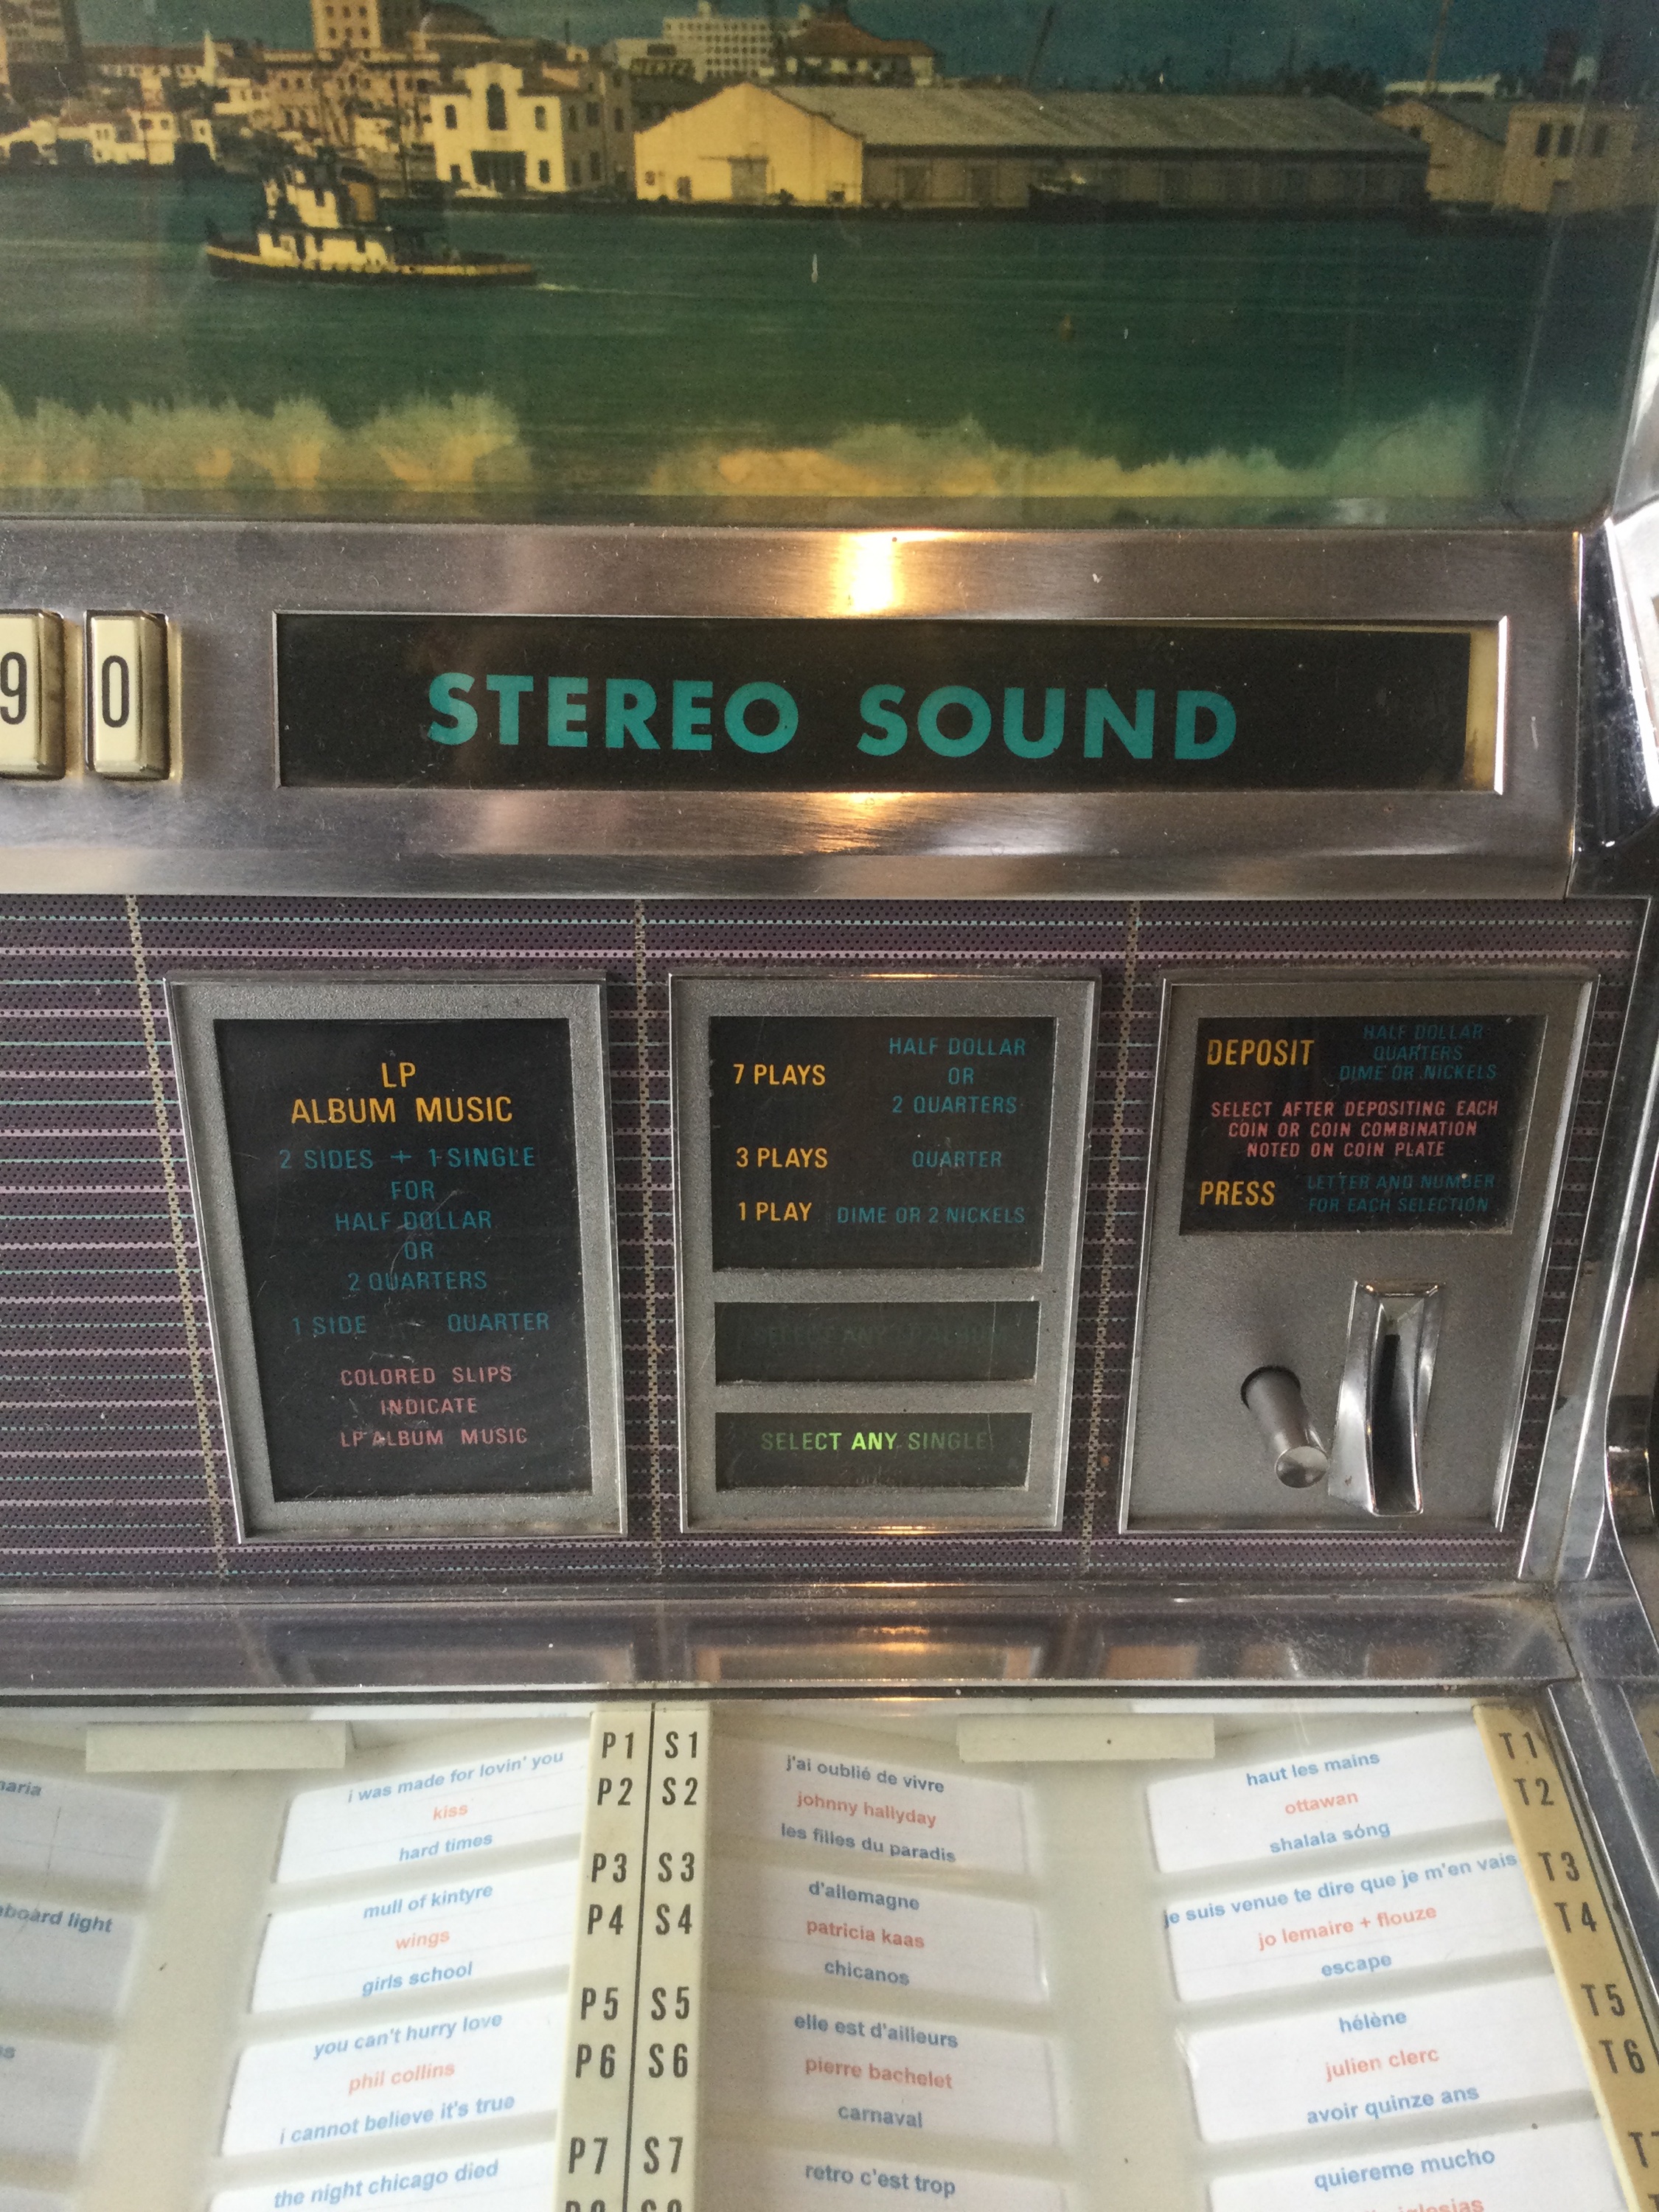 9 0
STEREO SOUND
LP
ALBUM MUSIC
2 SIDES + 1 SINGLE
FOR
HALF DOLLAR
OR
2 QUARTERS
1 SIDE QUARTER
COLORED SLIPS
INDICATE
LP ALBUM MUSIC
7 PLAYS
HALF DOLLAR
OR
2 QUARTERS
3 PLAYS QUARTER
1 PLAY DIME OR 2 NICKELS
SELECT ANY LP ALBUM
SELECT ANY SINGLE
DEPOSIT
HALF DOLLAR
QUARTERS
DIME OR NICKELS
SELECT AFTER DEPOSITING EACH
COIN OR COIN COMBINATION
NOTED ON COIN PLATE
PRESS
LETTER AND NUMBER
FOR EACH SELECTION
light
i was made for lovin' you
kiss
hard times
mull of kintyre
wings
girls school
you can't hurry love
phil collins
i cannot believe it's true
the night chicago died
P1 S1
P2 S2
P3 S3
P4 S4
P5 S5
P6 S6
P7 S7
j'ai oublié de vivre
johnny hallyday
les filles du paradis
d'allemagne
patricia kaas
chicanos
elle est d'ailleurs
pierre bachelet
carnaval
retro c'est trop
haut les mains
ottawan
shalala sóng
je suis venue te dire que je m'en vais
jo lemaire + flouze
escape
hélène
julien clerc
avoir quinze ans
quiereme mucho
T1
T2
T3
T4
T5
T6